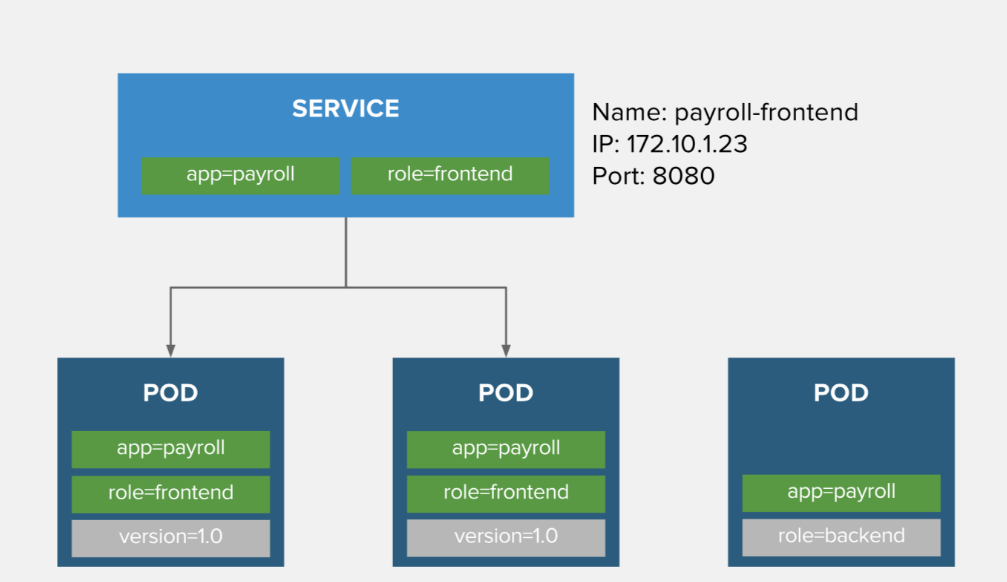 SERVICE
app=payroll
role=frontend
Name: payroll-frontend
IP: 172.10.1.23
Port: 8080
POD
app=payroll
role=frontend
version=1.0
POD
app=payroll
role=frontend
version=1.0
POD
app=payroll
role=backend